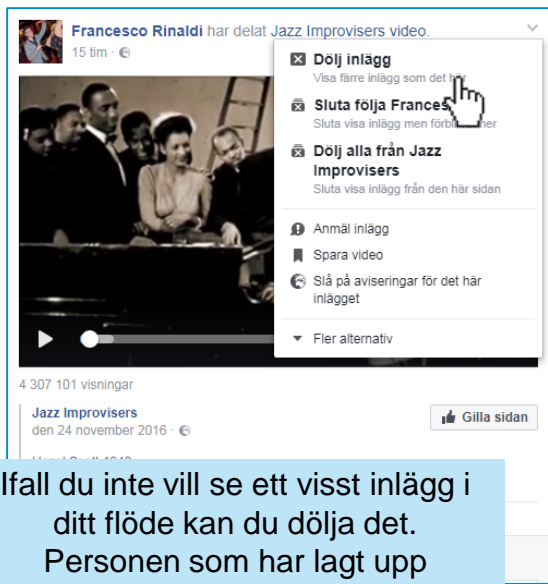 Francesco Rinaldi har delat Jazz Improvisers video.
15 tim ·
Dölj inlägg
Visa färre inlägg som det
Sluta följa Frances
Sluta visa inlägg men
Dölj alla från Jazz
Improvisers
Sluta visa inlägg från den här sidan
Anmäl inlägg
Spara video
Slå på aviseringar för det här
inlägget
Fler alternativ
4 307 101 visningar
Jazz Improvisers
den 24 november 2016 ·
Gilla sidan
Ifall du inte vill se ett visst inlägg i
ditt flöde kan du dölja det.
Personen som har lagt upp